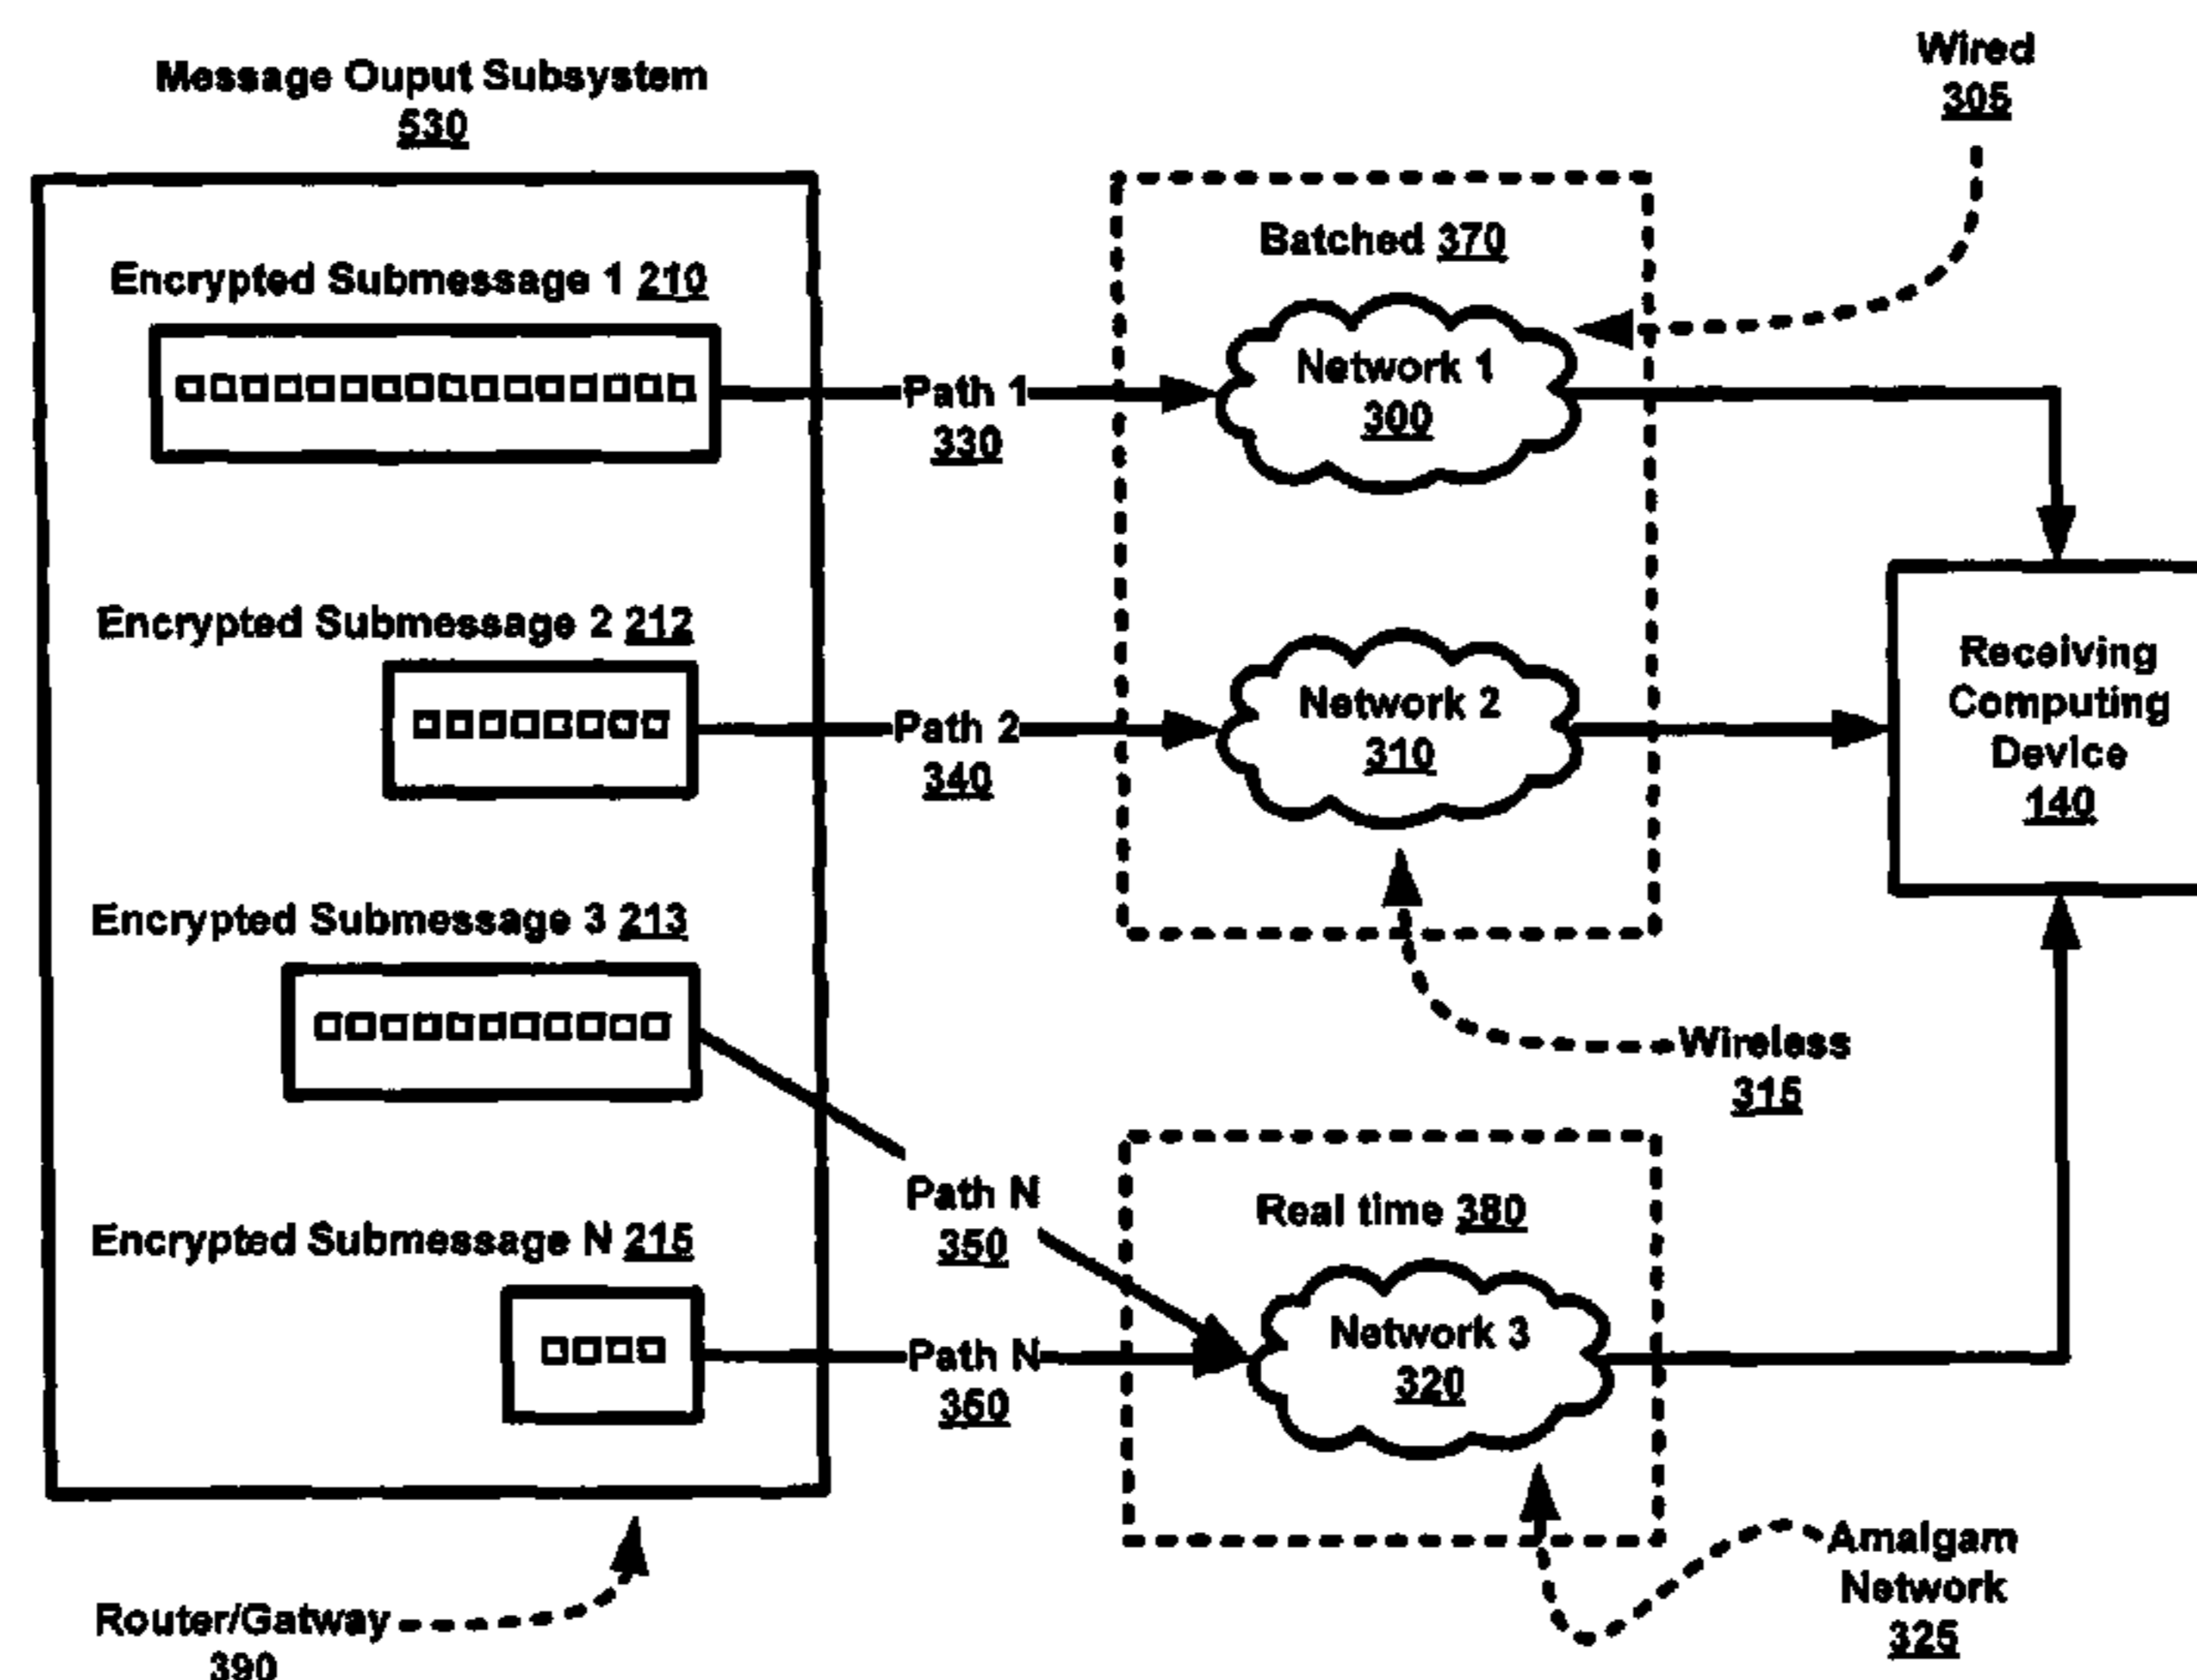 Message Ouput Subsystem
530
Wired
305
Encrypted Submessage 1 210
Batched 370
Network 1
300
Path 1
330
Encrypted Submessage 2 212
Network 2
310
Path 2
340
Receiving
Computing
Device
140
Encrypted Submessage 3 213
Wireless
315
Path N
350
Encrypted Submessage N 215
Real time 380
Network 3
320
Path N
350
Router/Gatway
390
Amalgam
Network
325